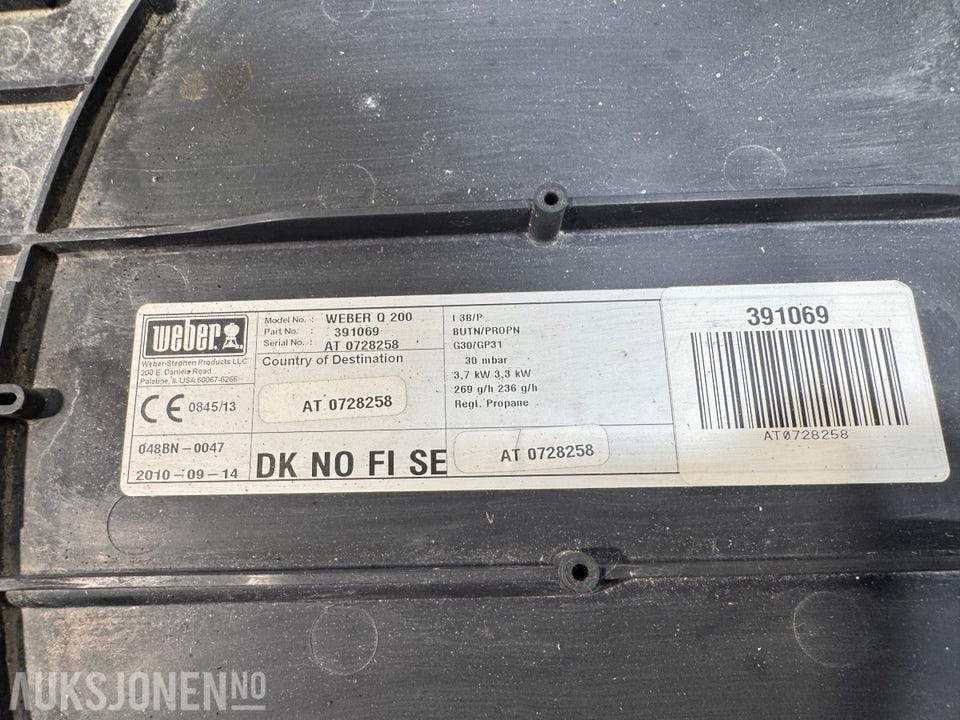 weber
Weber-Stephen Products LLC
200 E. Daniels Road
Palatine, IL USA 60067-6266
CE 0845/13
048BN-0047
2010-09-14
Model No. : WEBER Q 200
Part No. : 391069
Serial No. : AT 0728258
Country of Destination
AT 0728258
DK NO FI SE
I 3B/P
BUTN/PROPN
G30/GP31
30 mbar
3,7 kW 3,3 kW
269 g/h 236 g/h
Regl. Propane
AT 0728258
391069
AT0728258
AUKSJONEN NO